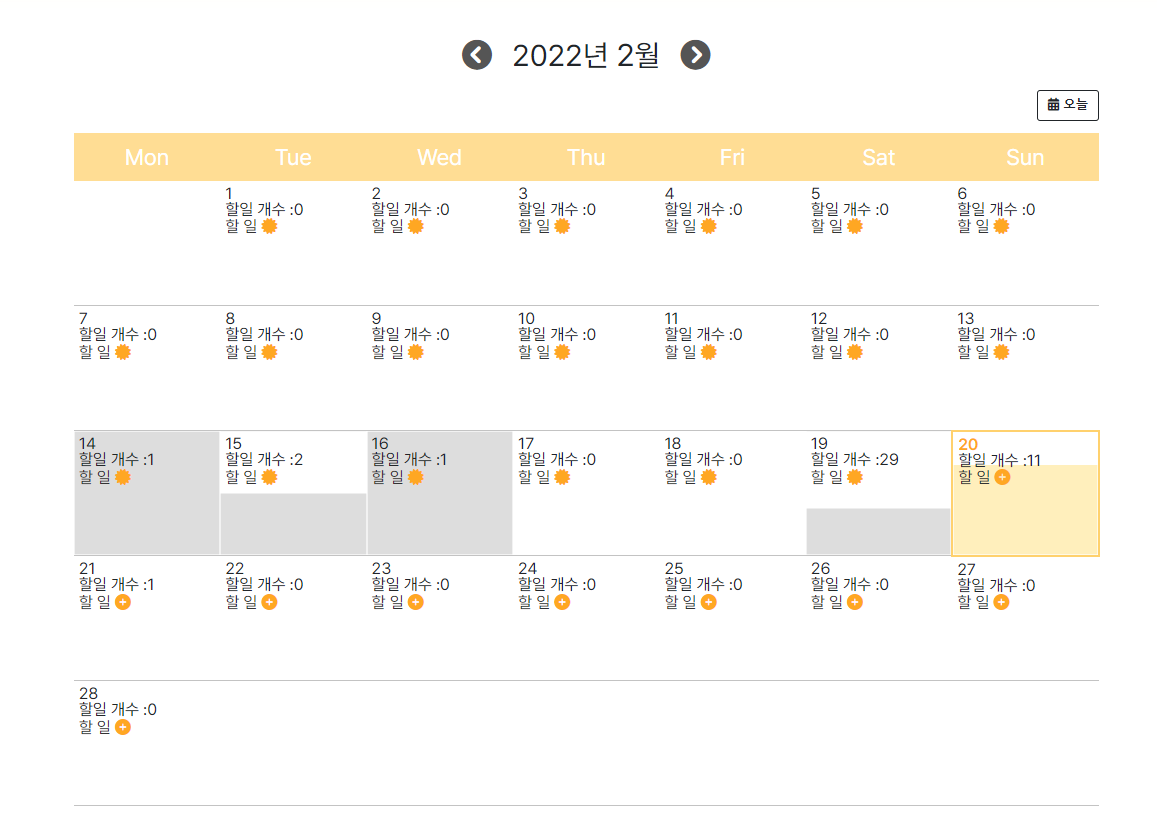 2022년 2월
오늘
Mon Tue Wed Thu Fri Sat Sun
1 2 3 4 5 6
할일 개수 :0 할일 개수 :0 할일 개수 :0 할일 개수 :0 할일 개수 :0 할일 개수 :0
할 일 할 일 할 일 할 일 할 일 할 일
7 8 9 10 11 12 13
할일 개수 :0 할일 개수 :0 할일 개수 :0 할일 개수 :0 할일 개수 :0 할일 개수 :0 할일 개수 :0
할 일 할 일 할 일 할 일 할 일 할 일 할 일
14 15 16 17 18 19 20
할일 개수 :1 할일 개수 :2 할일 개수 :1 할일 개수 :0 할일 개수 :0 할일 개수 :29 할일 개수 :11
할 일 할 일 할 일 할 일 할 일 할 일 할 일
21 22 23 24 25 26 27
할일 개수 :1 할일 개수 :0 할일 개수 :0 할일 개수 :0 할일 개수 :0 할일 개수 :0 할일 개수 :0
할 일 할 일 할 일 할 일 할 일 할 일 할 일
28
할일 개수 :0
할 일